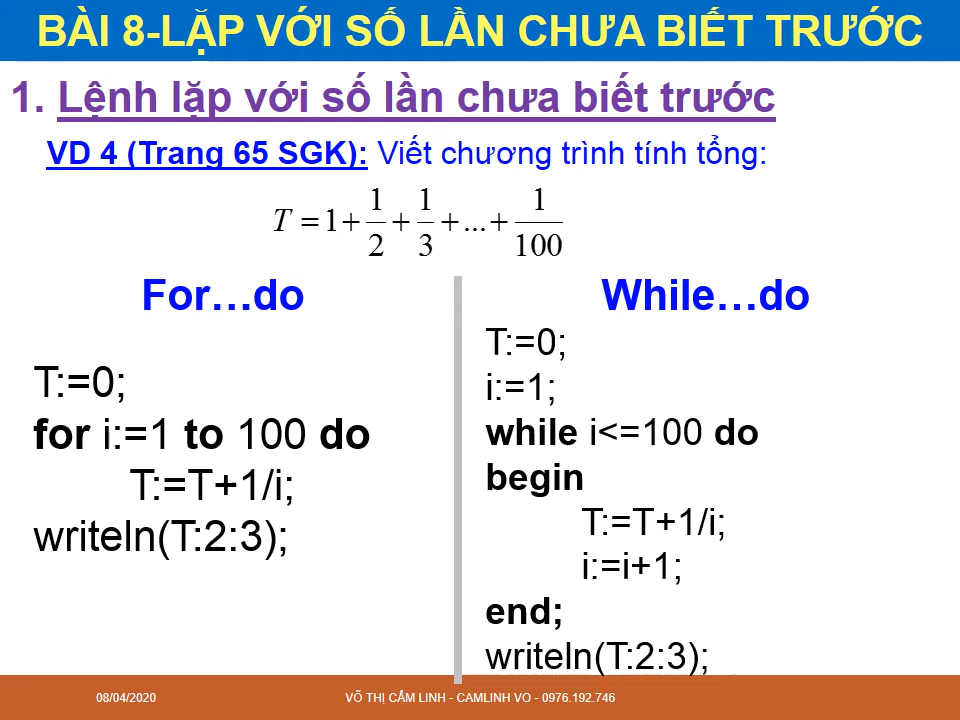 BÀI 8-LẶP VỚI SỐ LẦN CHƯA BIẾT TRƯỚC
1. Lệnh lặp với số lần chưa biết trước
VD 4 (Trang 65 SGK): Viết chương trình tính tổng:
T = 1 + 1/2 + 1/3 + ... + 1/100
For…do
T:=0;
for i:=1 to 100 do
T:=T+1/i;
writeln(T:2:3);
While…do
T:=0;
i:=1;
while i<=100 do
begin
T:=T+1/i;
i:=i+1;
end;
writeln(T:2:3);
08/04/2020
VÕ THỊ CẨM LINH - CAMLINH VO - 0976.192.746